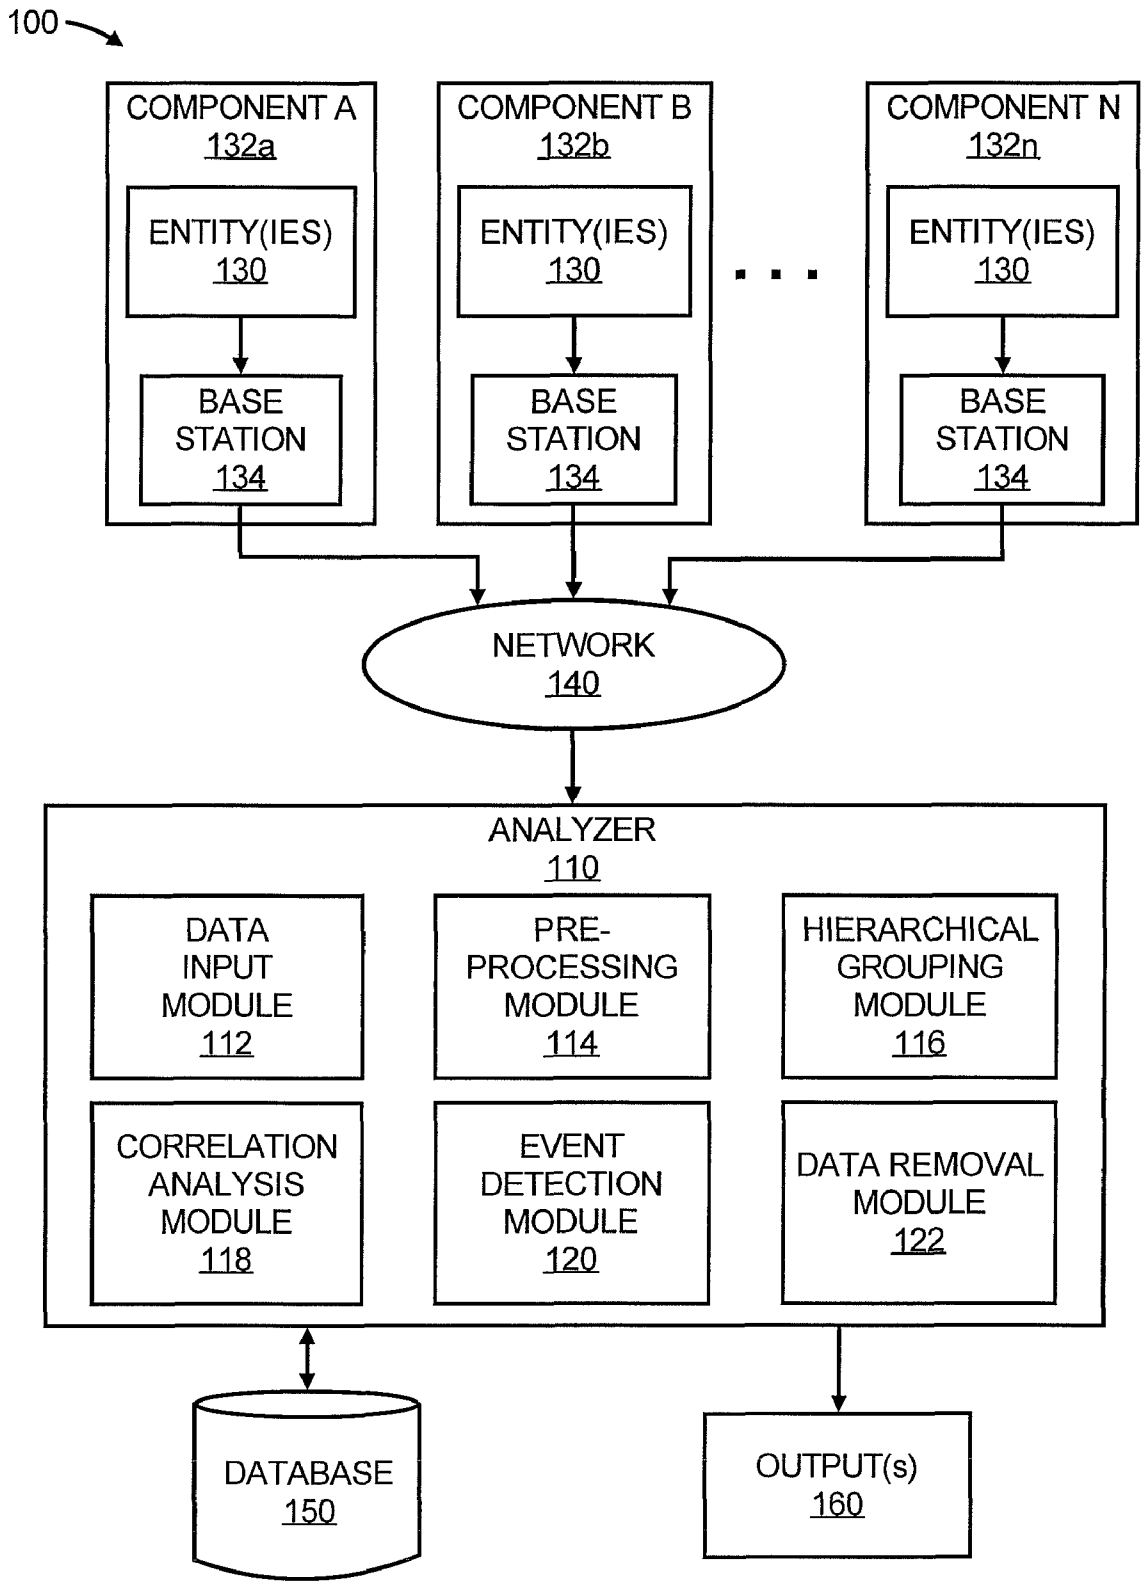 100
COMPONENT A
132a
ENTITY(IES)
130
BASE
STATION
134
COMPONENT B
132b
ENTITY(IES)
130
BASE
STATION
134
COMPONENT N
132n
ENTITY(IES)
130
BASE
STATION
134
NETWORK
140
ANALYZER
110
DATA
INPUT
MODULE
112
PRE-
PROCESSING
MODULE
114
HIERARCHICAL
GROUPING
MODULE
116
CORRELATION
ANALYSIS
MODULE
118
EVENT
DETECTION
MODULE
120
DATA REMOVAL
MODULE
122
DATABASE
150
OUTPUT(s)
160